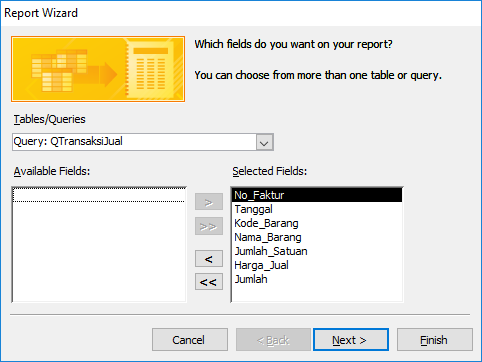 Report Wizard
Which fields do you want on your report?
You can choose from more than one table or query.
Tables/Queries
Query: QTransaksiJual
Available Fields:
Selected Fields:
No_Faktur
Tanggal
Kode_Barang
Nama_Barang
Jumlah_Satuan
Harga_Jual
Jumlah
>
>>
<
<<
Cancel
< Back
Next >
Finish